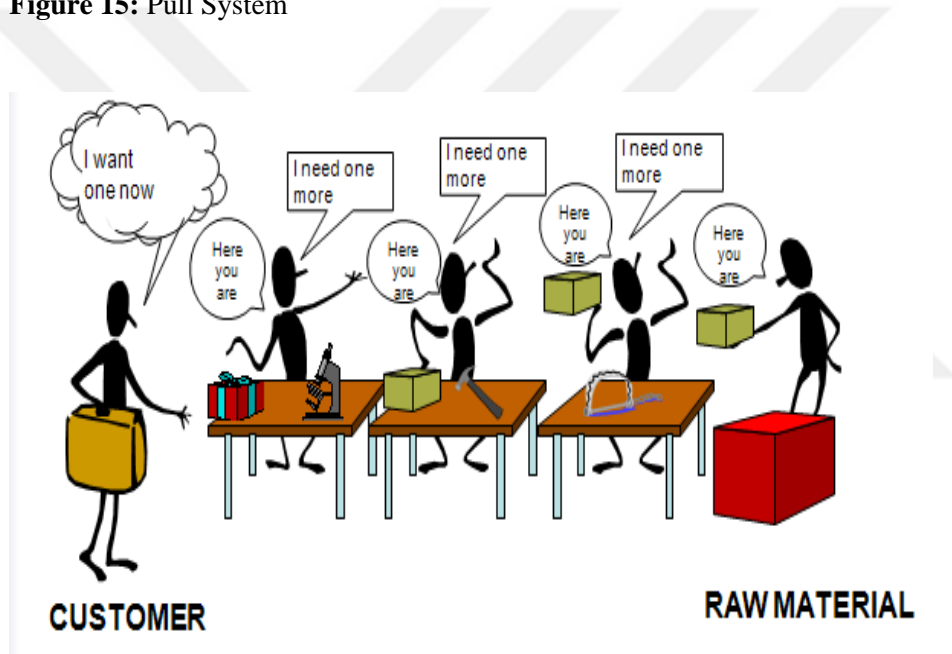 Figure 15: Pull System
I want
one now
I need one
more
I need one
more
I need one
more
Here
you
are
Here
you
are
Here
you
are
Here
you
are
CUSTOMER
RAW MATERIAL